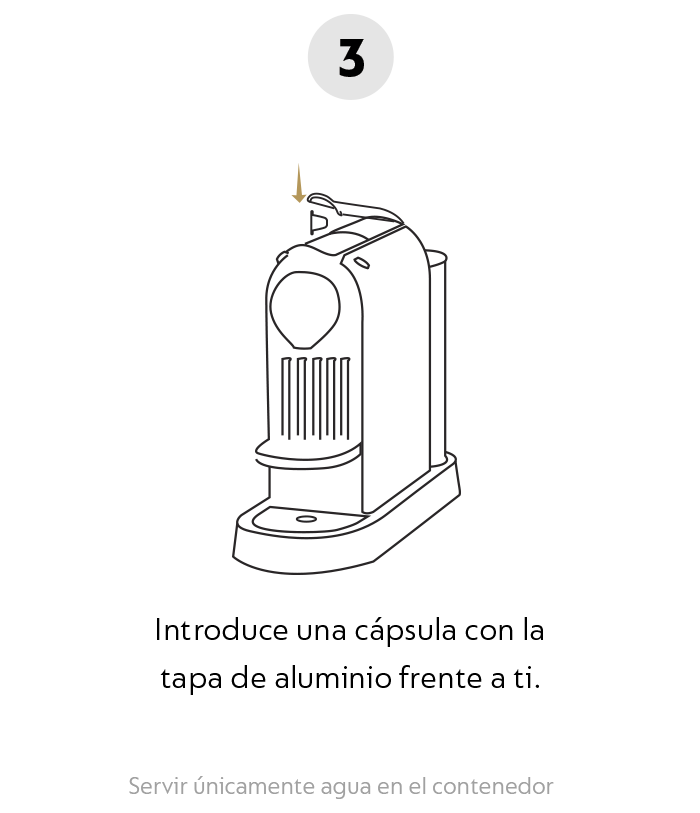 3
Introduce una cápsula con la
tapa de aluminio frente a ti.
Servir únicamente agua en el contenedor